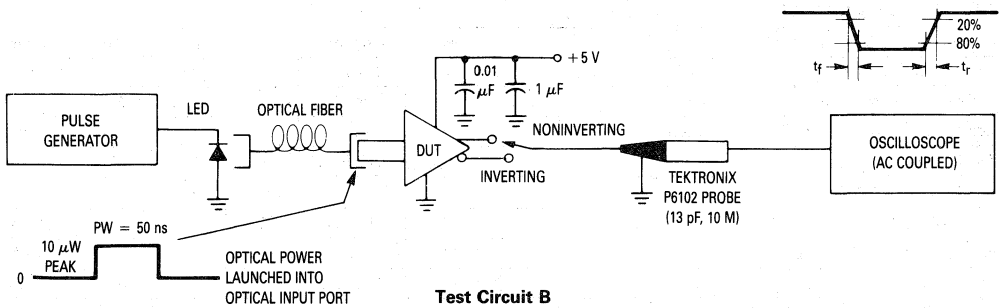 20%
80%
tf
tr
+5 V
0.01
μF
1 μF
LED
OPTICAL FIBER
PULSE
GENERATOR
DUT
NONINVERTING
INVERTING
TEKTRONIX
P6102 PROBE
(13 pF, 10 M)
OSCILLOSCOPE
(AC COUPLED)
PW = 50 ns
10 μW
PEAK
0
OPTICAL POWER
LAUNCHED INTO
OPTICAL INPUT PORT
Test Circuit B